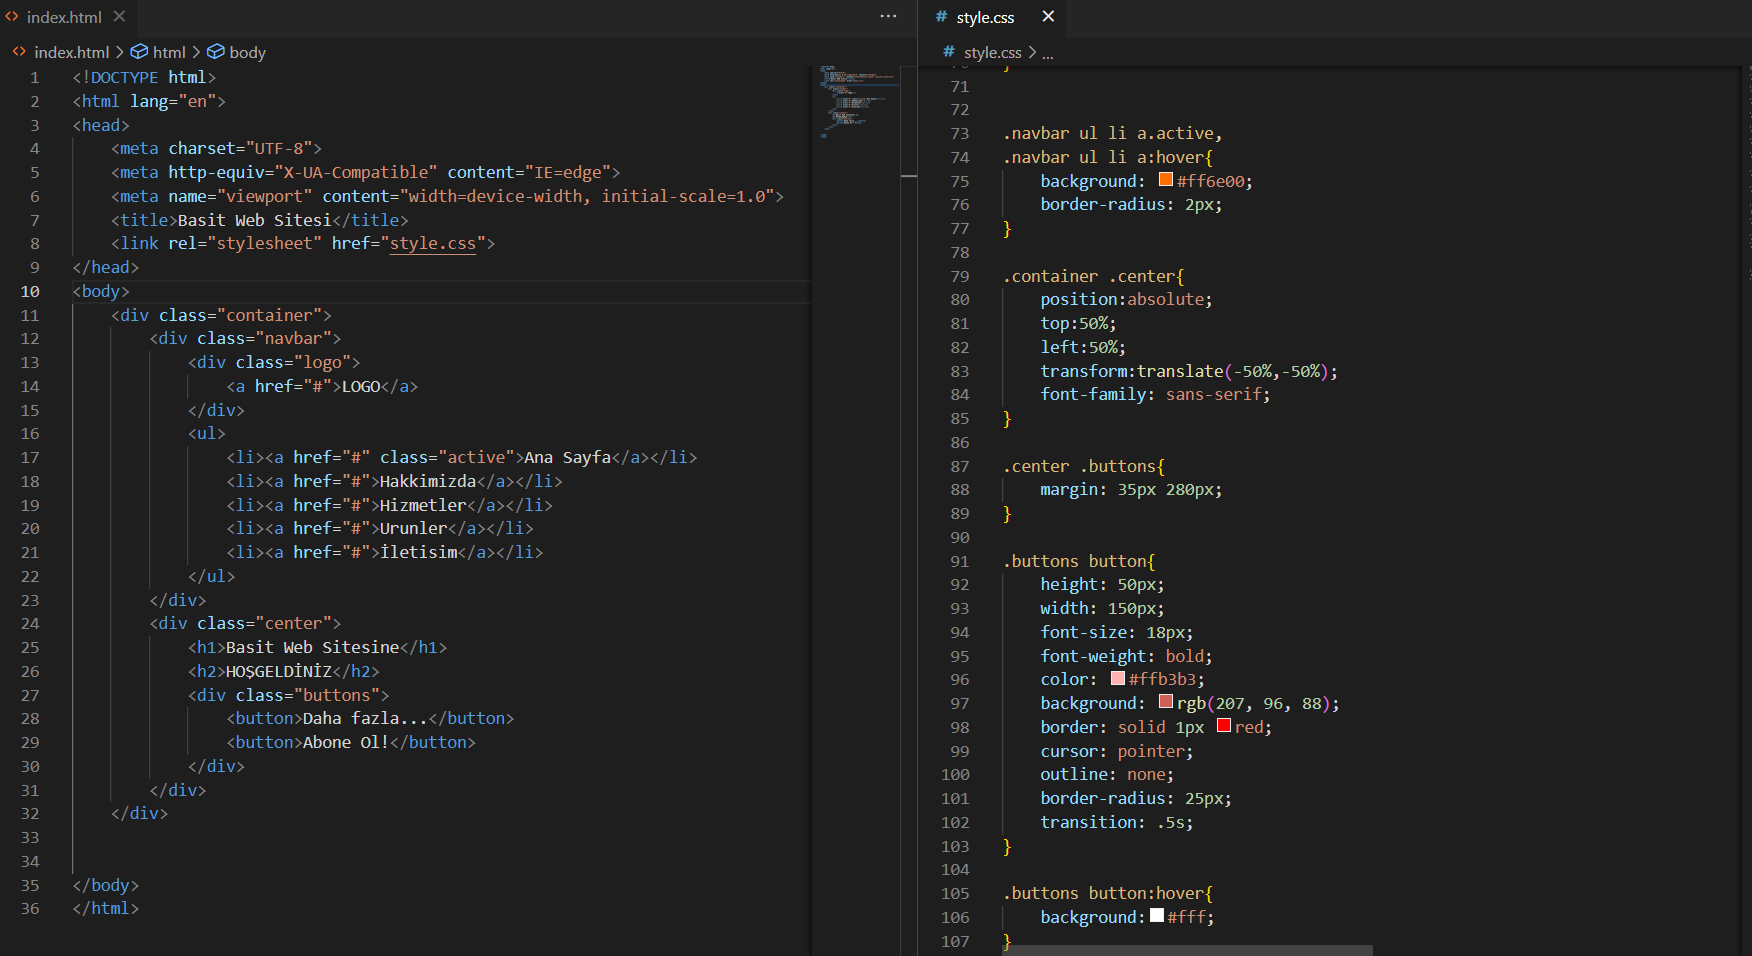 index.html
index.html > html > body
1 <!DOCTYPE html>
2 <html lang="en">
3 <head>
4 <meta charset="UTF-8">
5 <meta http-equiv="X-UA-Compatible" content="IE=edge">
6 <meta name="viewport" content="width=device-width, initial-scale=1.0">
7 <title>Basit Web Sitesi</title>
8 <link rel="stylesheet" href="style.css">
9 </head>
10 <body>
11 <div class="container">
12 <div class="navbar">
13 <div class="logo">
14 <a href="#">LOGO</a>
15 </div>
16 <ul>
17 <li><a href="#" class="active">Ana Sayfa</a></li>
18 <li><a href="#">Hakkimizda</a></li>
19 <li><a href="#">Hizmetler</a></li>
20 <li><a href="#">Urunler</a></li>
21 <li><a href="#">İletisim</a></li>
22 </ul>
23 </div>
24 <div class="center">
25 <h1>Basit Web Sitesine</h1>
26 <h2>HOŞGELDİNİZ</h2>
27 <div class="buttons">
28 <button>Daha fazla...</button>
29 <button>Abone Ol!</button>
30 </div>
31 </div>
32 </div>
33
34
35 </body>
36 </html>
# style.css
# style.css > ...
71
72
73 .navbar ul li a.active,
74 .navbar ul li a:hover{
75 background: #ff6e00;
76 border-radius: 2px;
77 }
78
79 .container .center{
80 position:absolute;
81 top:50%;
82 left:50%;
83 transform:translate(-50%,-50%);
84 font-family: sans-serif;
85 }
86
87 .center .buttons{
88 margin: 35px 280px;
89 }
90
91 .buttons button{
92 height: 50px;
93 width: 150px;
94 font-size: 18px;
95 font-weight: bold;
96 color: #ffb3b3;
97 background: rgb(207, 96, 88);
98 border: solid 1px red;
99 cursor: pointer;
100 outline: none;
101 border-radius: 25px;
102 transition: .5s;
103 }
104
105 .buttons button:hover{
106 background: #fff;
107 }